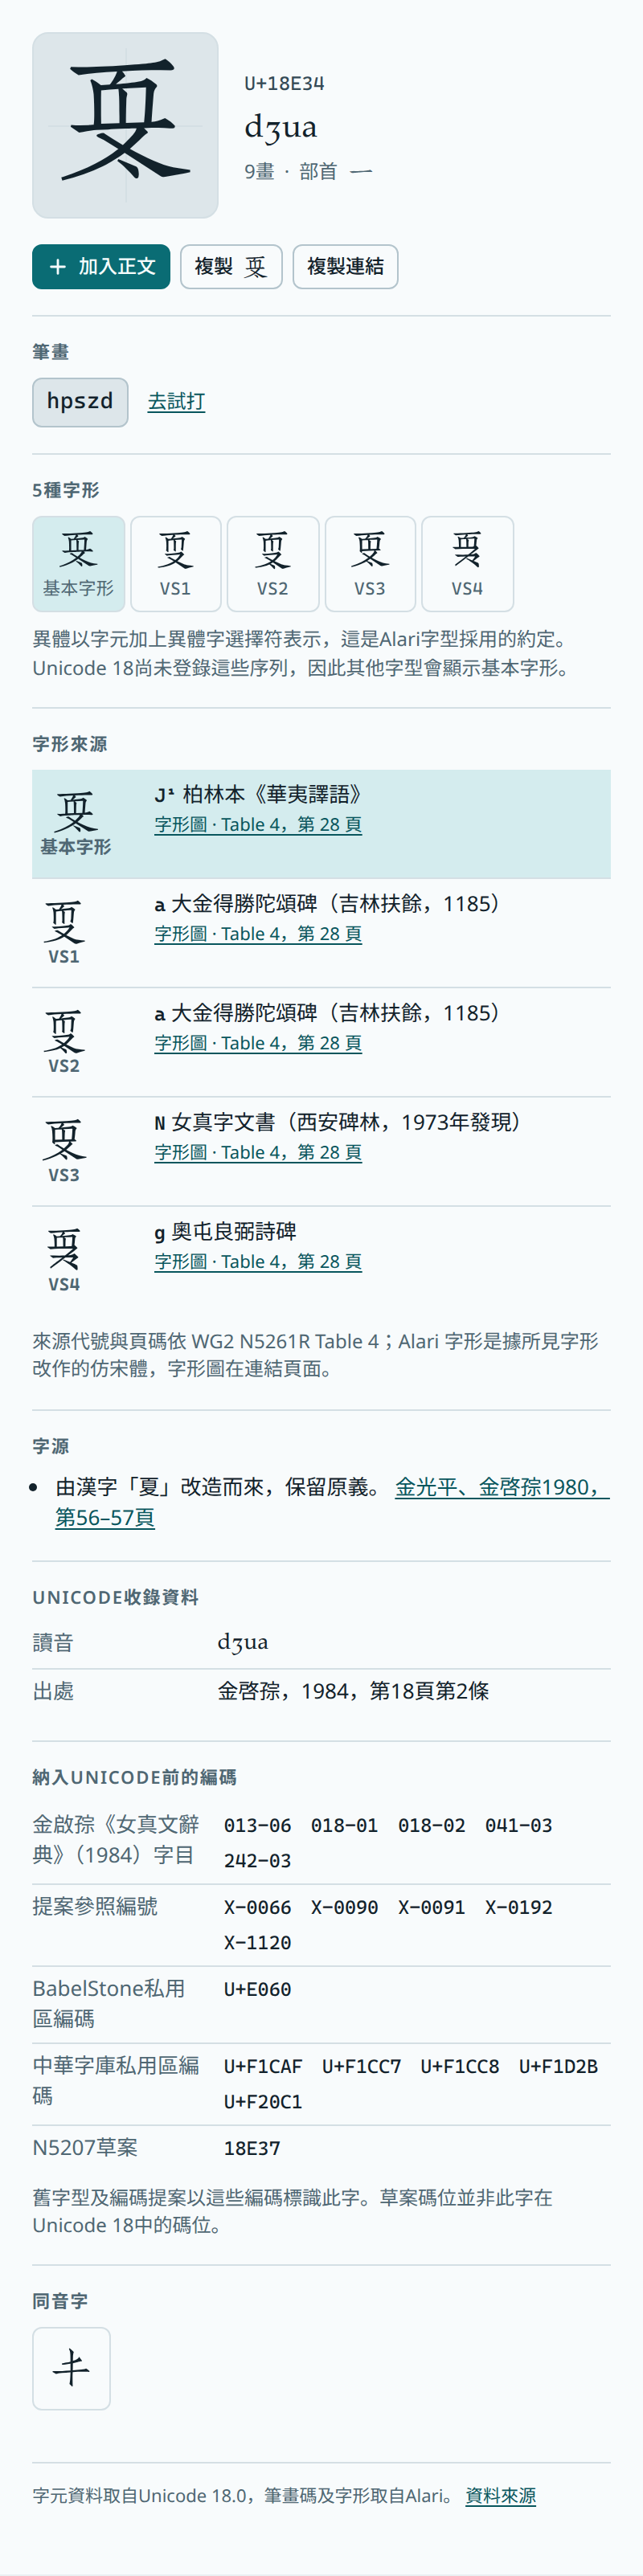 U+18E34
dʒua
9畫 · 部首 一
加入正文
複製
複製連結
筆畫
hpszd
去試打
5種字形
基本字形
VS1
VS2
VS3
VS4
異體以字元加上異體字選擇符表示，這是Alari字型採用的約定。
Unicode 18尚未登錄這些序列，因此其他字型會顯示基本字形。
字形來源
J¹ 柏林本《華夷譯語》
字形圖 · Table 4，第 28 頁
基本字形
a 大金得勝陀頌碑（吉林扶餘，1185）
字形圖 · Table 4，第 28 頁
VS1
a 大金得勝陀頌碑（吉林扶餘，1185）
字形圖 · Table 4，第 28 頁
VS2
N 女真字文書（西安碑林，1973年發現）
字形圖 · Table 4，第 28 頁
VS3
g 奧屯良弼詩碑
字形圖 · Table 4，第 28 頁
VS4
來源代號與頁碼依 WG2 N5261R Table 4；Alari 字形是據所見字形
改作的仿宋體，字形圖在連結頁面。
字源
• 由漢字「夏」改造而來，保留原義。 金光平、金啓孮1980，
第56–57頁
UNICODE收錄資料
讀音 dʒua
出處 金啓孮，1984，第18頁第2條
納入UNICODE前的編碼
金啟孮《女真文辭
典》（1984）字目
013-06 018-01 018-02 041-03
242-03
提案參照編號
X-0066 X-0090 X-0091 X-0192
X-1120
BabelStone私用
區編碼
U+E060
中華字庫私用區編
碼
U+F1CAF U+F1CC7 U+F1CC8 U+F1D2B
U+F20C1
N5207草案 18E37
舊字型及編碼提案以這些編碼標識此字。草案碼位並非此字在
Unicode 18中的碼位。
同音字
字元資料取自Unicode 18.0，筆畫碼及字形取自Alari。 資料來源